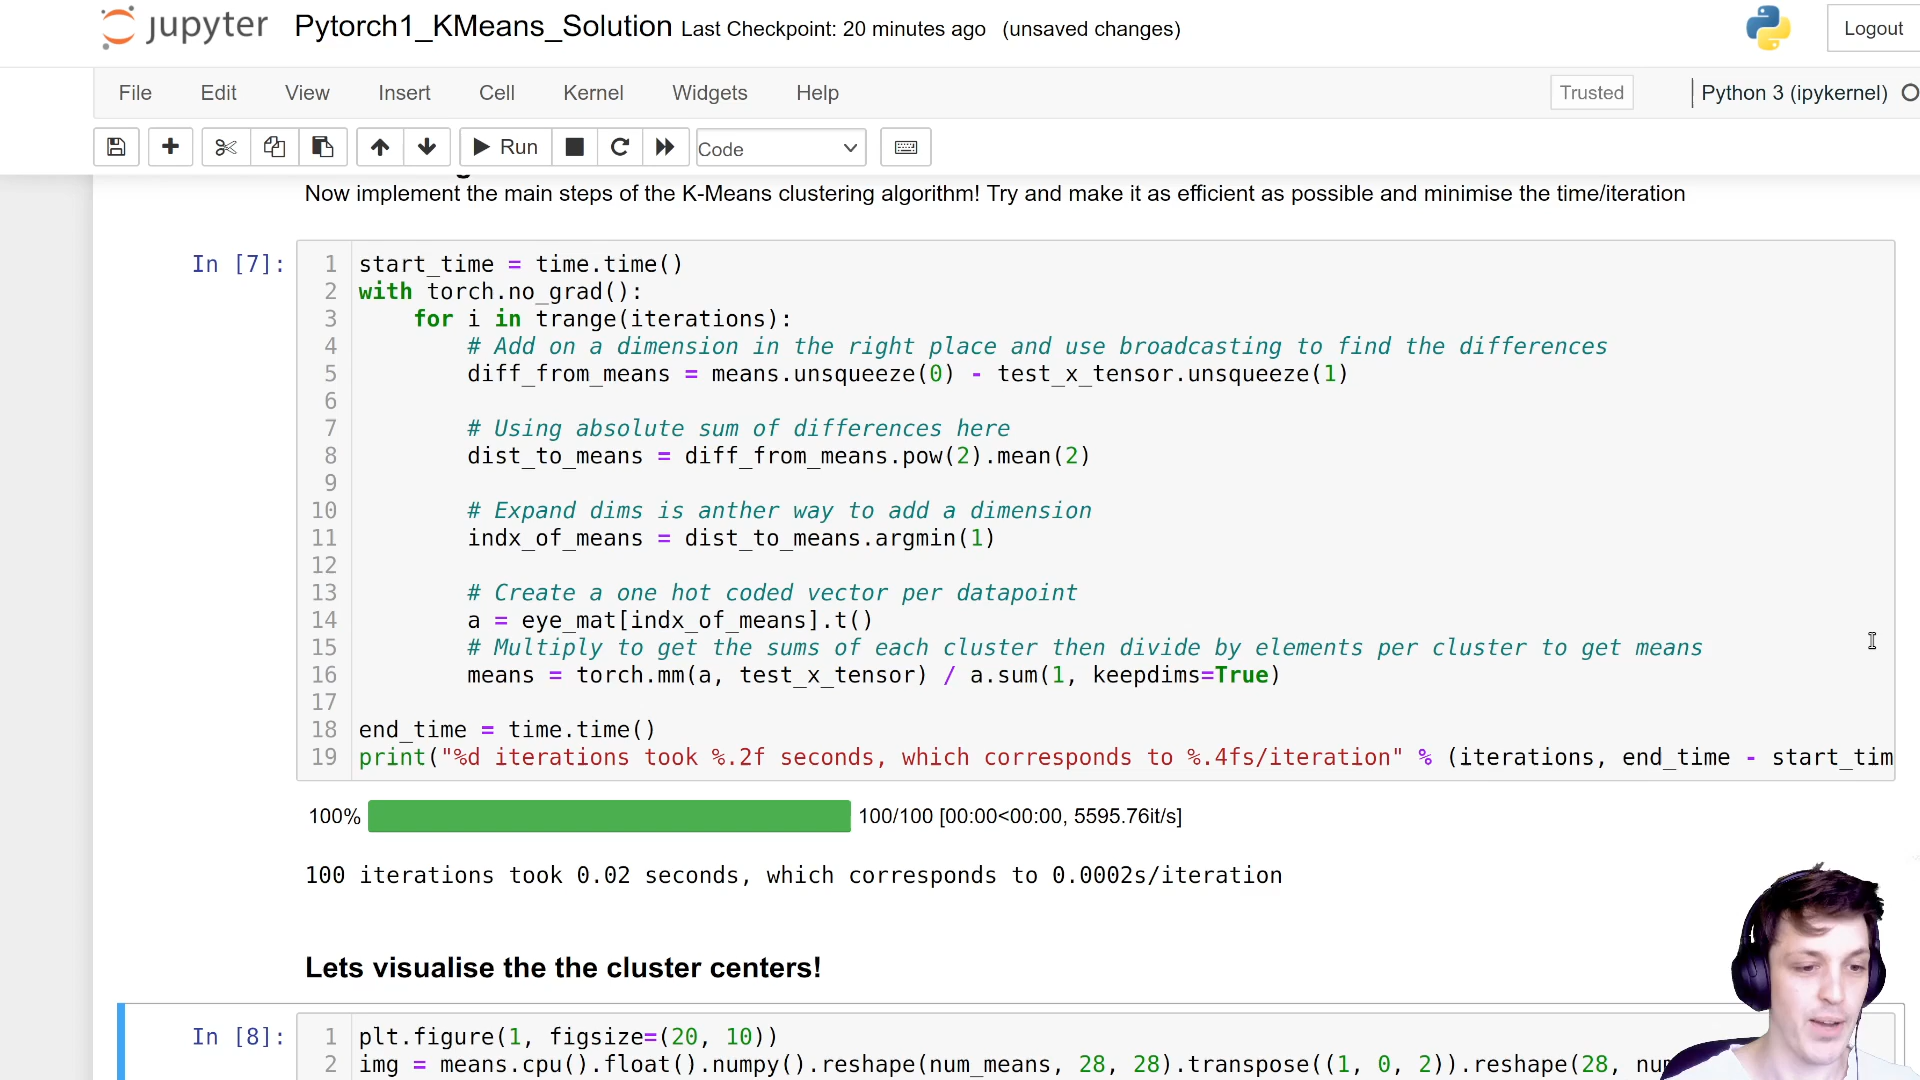 jupyter Pytorch1_KMeans_Solution Last Checkpoint: 20 minutes ago (unsaved changes) Logout
File Edit View Insert Cell Kernel Widgets Help Trusted Python 3 (ipykernel)
Run Code
Now implement the main steps of the K-Means clustering algorithm! Try and make it as efficient as possible and minimise the time/iteration
In [7]:
1 start_time = time.time()
2 with torch.no_grad():
3 for i in trange(iterations):
4 # Add on a dimension in the right place and use broadcasting to find the differences
5 diff_from_means = means.unsqueeze(0) - test_x_tensor.unsqueeze(1)
6
7 # Using absolute sum of differences here
8 dist_to_means = diff_from_means.pow(2).mean(2)
9
10 # Expand dims is anther way to add a dimension
11 indx_of_means = dist_to_means.argmin(1)
12
13 # Create a one hot coded vector per datapoint
14 a = eye_mat[indx_of_means].t()
15 # Multiply to get the sums of each cluster then divide by elements per cluster to get means
16 means = torch.mm(a, test_x_tensor) / a.sum(1, keepdims=True)
17
18 end_time = time.time()
19 print("%d iterations took %.2f seconds, which corresponds to %.4fs/iteration" % (iterations, end_time - start_tim
100% 100/100 [00:00<00:00, 5595.76it/s]
100 iterations took 0.02 seconds, which corresponds to 0.0002s/iteration
Lets visualise the the cluster centers!
In [8]:
1 plt.figure(1, figsize=(20, 10))
2 img = means.cpu().float().numpy().reshape(num_means, 28, 28).transpose((1, 0, 2)).reshape(28, nu